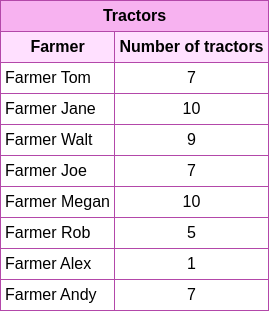 Tractors
Farmer Number of tractors
Farmer Tom 7
Farmer Jane 10
Farmer Walt 9
Farmer Joe 7
Farmer Megan 10
Farmer Rob 5
Farmer Alex 1
Farmer Andy 7